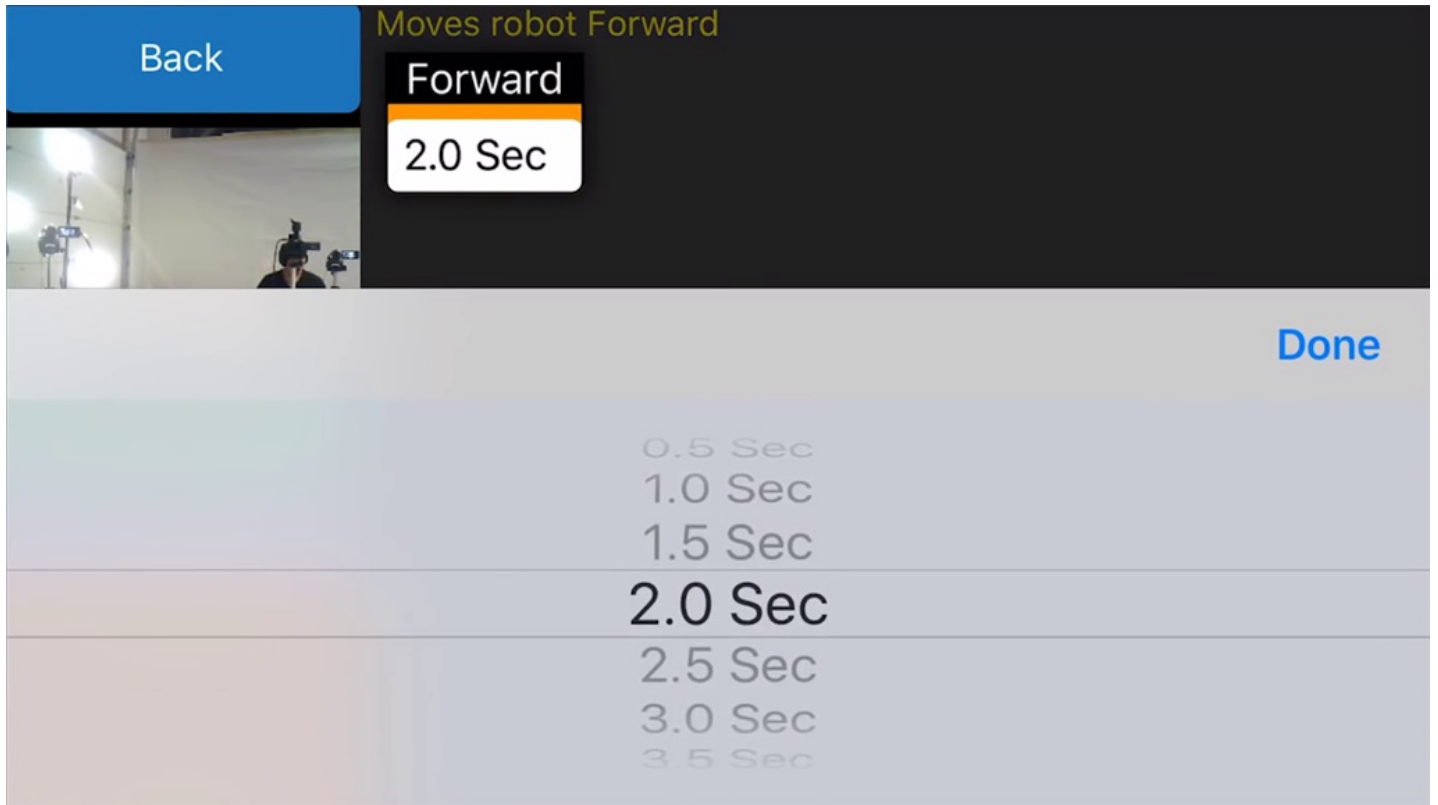 Back
Moves robot Forward
Forward
2.0 Sec
Done
0.5 Sec
1.0 Sec
1.5 Sec
2.0 Sec
2.5 Sec
3.0 Sec
3.5 Sec